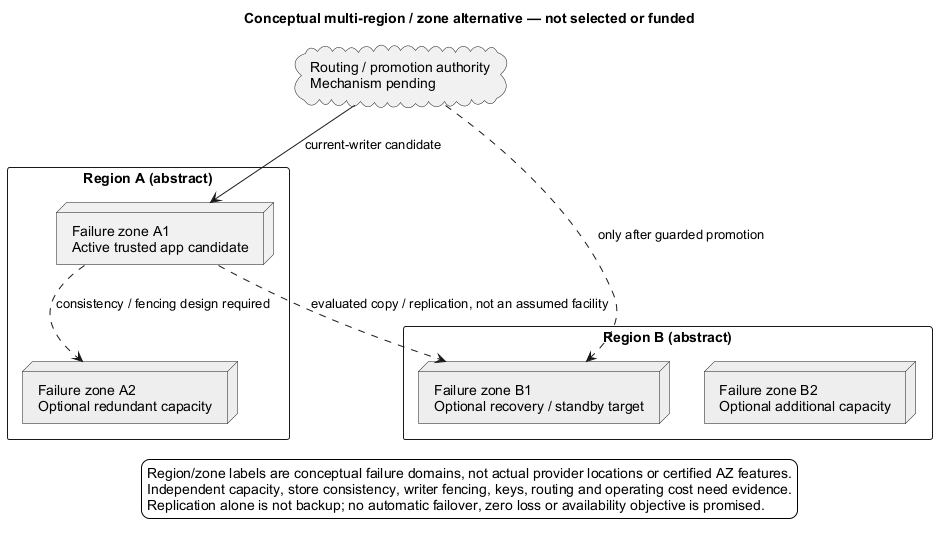 Conceptual multi-region / zone alternative — not selected or funded
Routing / promotion authority
Mechanism pending
current-writer candidate
Region A (abstract)
Failure zone A1
Active trusted app candidate
only after guarded promotion
consistency / fencing design required
evaluated copy / replication, not an assumed facility
Region B (abstract)
Failure zone A2
Optional redundant capacity
Failure zone B1
Optional recovery / standby target
Failure zone B2
Optional additional capacity
Region/zone labels are conceptual failure domains, not actual provider locations or certified AZ features.
Independent capacity, store consistency, writer fencing, keys, routing and operating cost need evidence.
Replication alone is not backup; no automatic failover, zero loss or availability objective is promised.